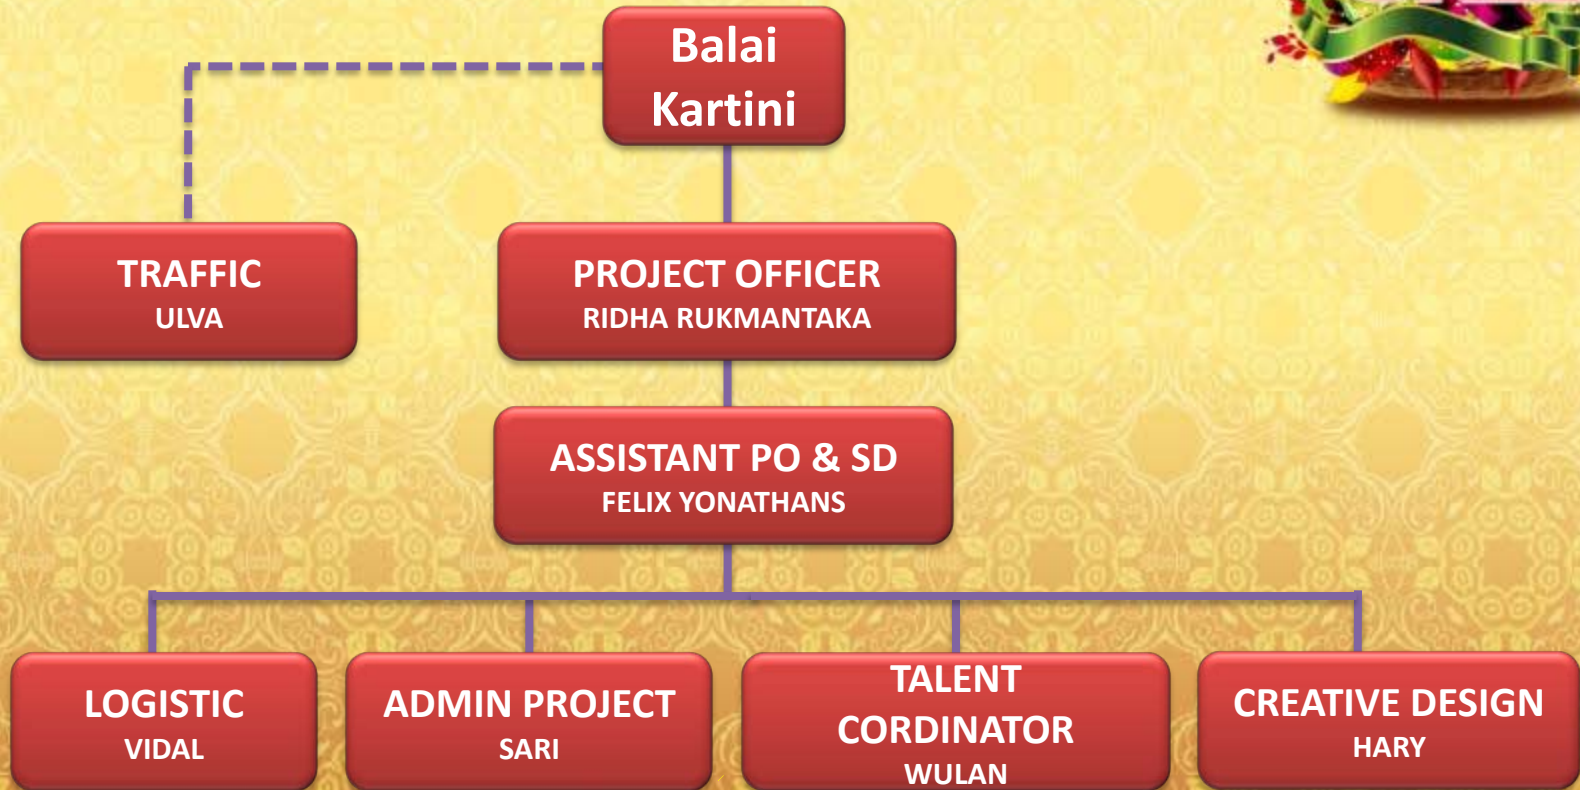 Balai
Kartini
TRAFFIC
ULVA
PROJECT OFFICER
RIDHA RUKMANTAKA
ASSISTANT PO & SD
FELIX YONATHANS
LOGISTIC
VIDAL
ADMIN PROJECT
SARI
TALENT
CORDINATOR
WULAN
CREATIVE DESIGN
HARY